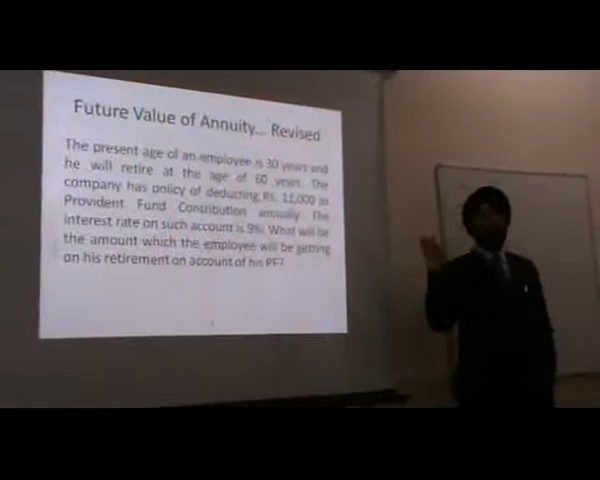 Future Value of Annuity... Revised
The present age of an employee is 30 years and
he will retire at the age of 60 years. The
company has policy of deducting Rs. 12,000 as
Provident Fund Contribution annually. The
interest rate on such account is 9%. What will be
the amount which the employee will be getting
on his retirement on account of his PF?